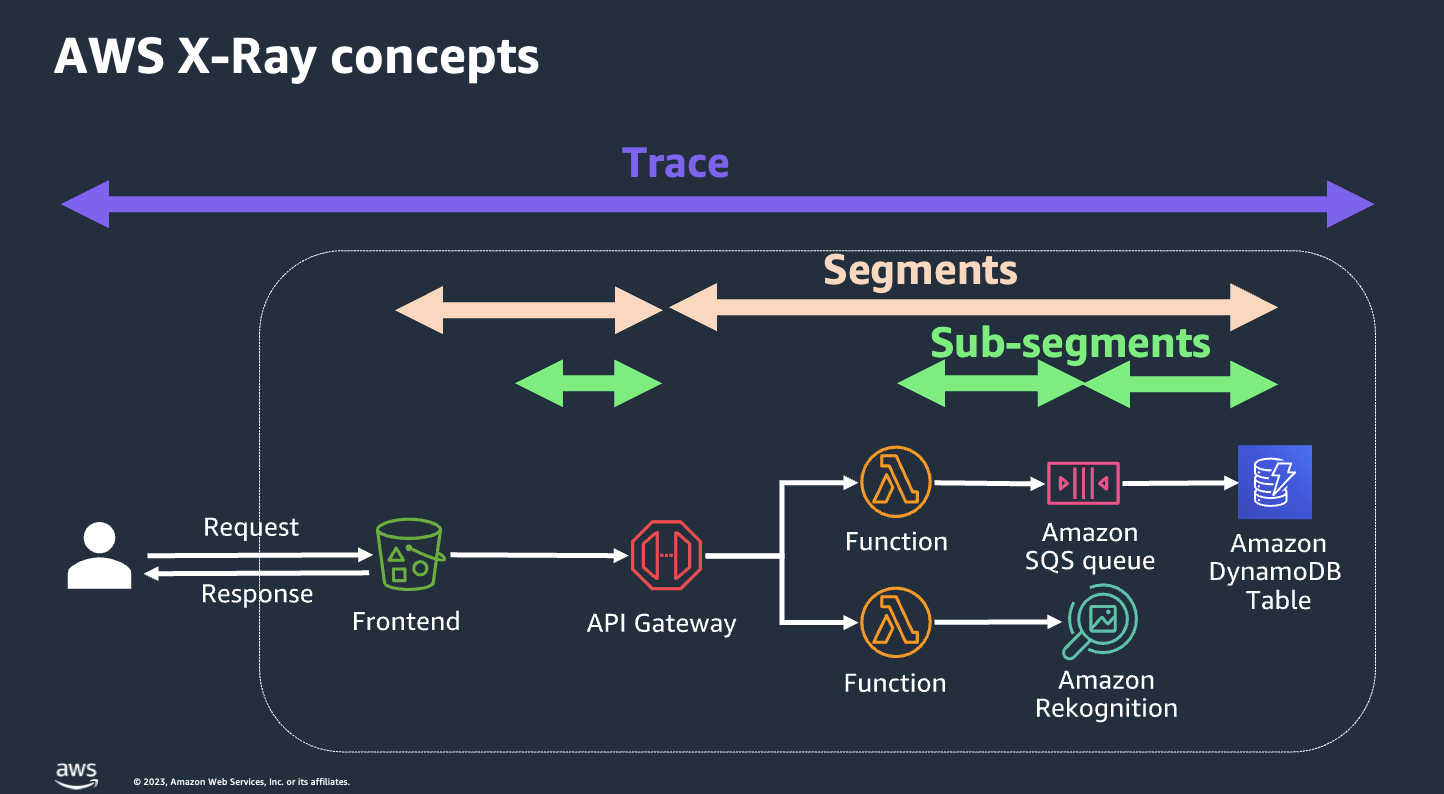 AWS X-Ray concepts
Trace
Segments
Sub-segments
Request
Response
Frontend
API Gateway
Function
Amazon
SQS queue
Amazon
DynamoDB
Table
Function
Amazon
Rekognition
aws
© 2023, Amazon Web Services, Inc. or its affiliates.